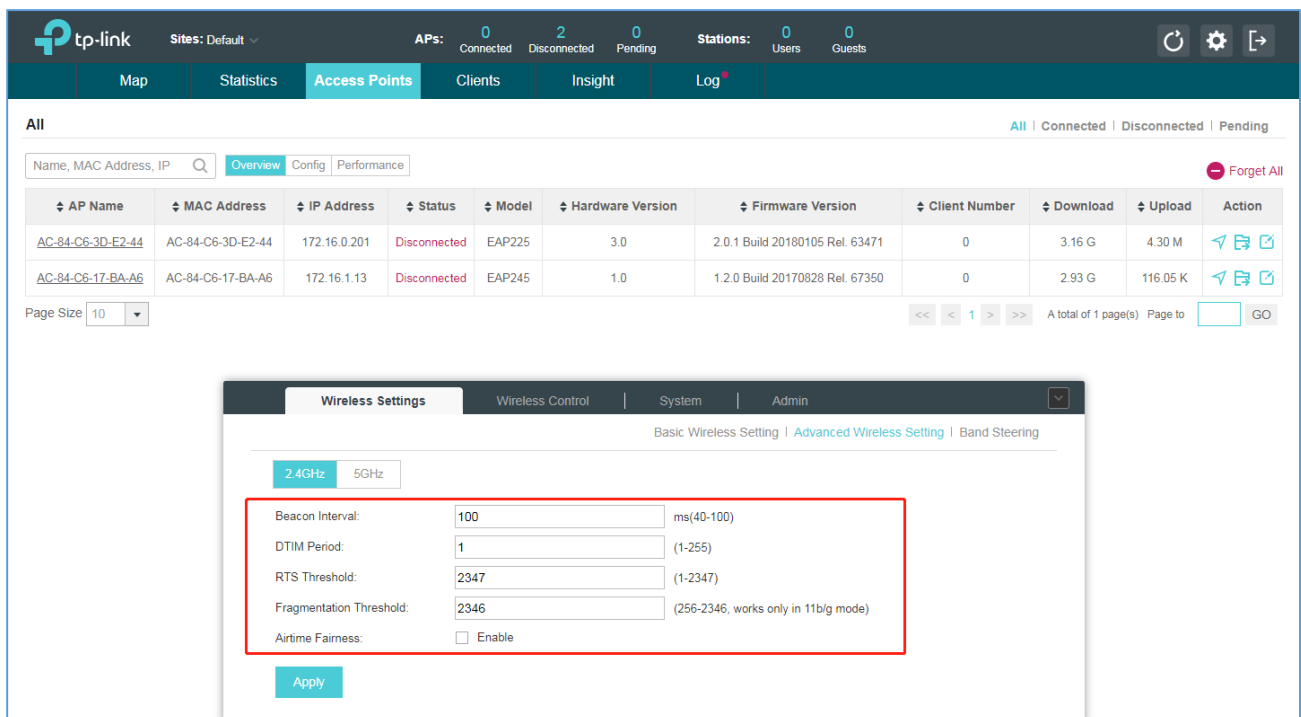 tp-link Sites: Default APs: 0 Connected 2 Disconnected 0 Pending Stations: 0 Users 0 Guests
Map Statistics Access Points Clients Insight Log
All All | Connected | Disconnected | Pending
Name, MAC Address, IP Overview Config Performance Forget All
AP Name MAC Address IP Address Status Model Hardware Version Firmware Version Client Number Download Upload Action
AC-84-C6-3D-E2-44 AC-84-C6-3D-E2-44 172.16.0.201 Disconnected EAP225 3.0 2.0.1 Build 20180105 Rel. 63471 0 3.16 G 4.30 M
AC-84-C6-17-BA-A6 AC-84-C6-17-BA-A6 172.16.1.13 Disconnected EAP245 1.0 1.2.0 Build 20170828 Rel. 67350 0 2.93 G 116.05 K
Page Size 10 << < 1 > >> A total of 1 page(s) Page to GO
Wireless Settings Wireless Control | System | Admin
Basic Wireless Setting | Advanced Wireless Setting | Band Steering
2.4GHz 5GHz
Beacon Interval: 100 ms(40-100)
DTIM Period: 1 (1-255)
RTS Threshold: 2347 (1-2347)
Fragmentation Threshold: 2346 (256-2346, works only in 11b/g mode)
Airtime Fairness: Enable
Apply